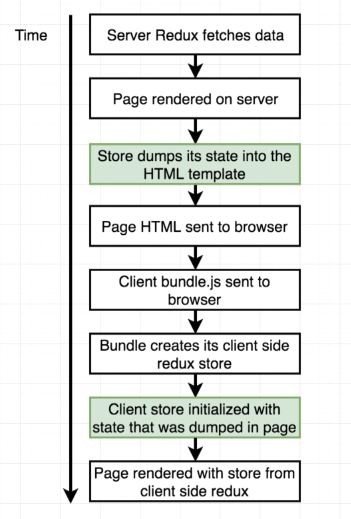 Time
Server Redux fetches data
Page rendered on server
Store dumps its state into the
HTML template
Page HTML sent to browser
Client bundle.js sent to
browser
Bundle creates its client side
redux store
Client store initialized with
state that was dumped in page
Page rendered with store from
client side redux